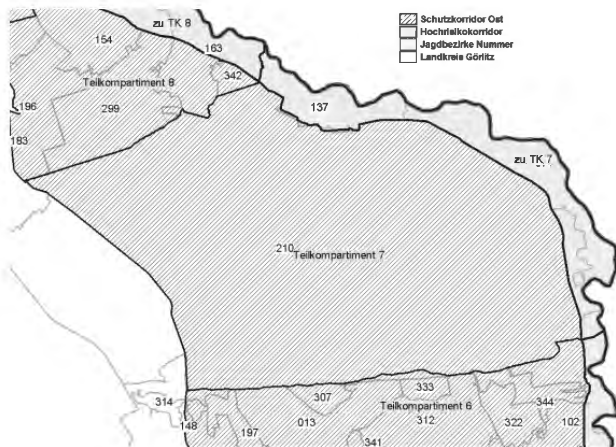 zu TK 8
Schutzkorridor Ost
Hochrisikokorridor
Jagdbezirke Nummer
Landkreis Görlitz
154
163
Teilkompartiment 8
342
196
299
137
183
zu TK 7
210
Teilkompartiment 7
333
307
314
Teilkompartiment 6
344
148
013
312
322
102
197
341